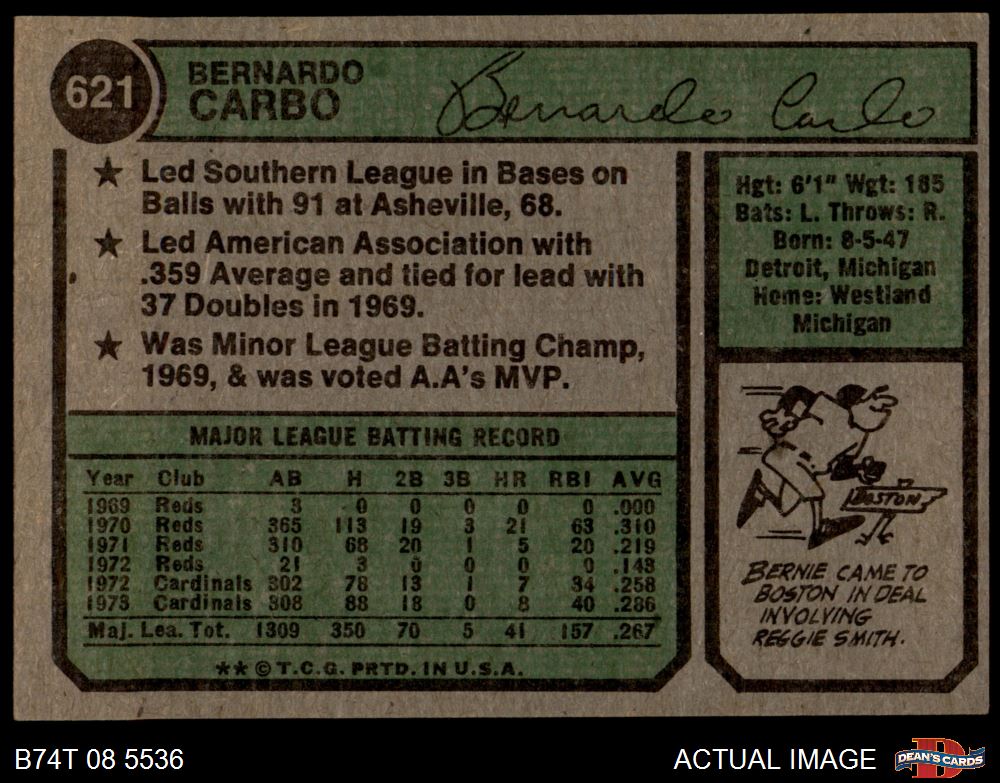 621
BERNARDO
CARBO
Bernardo Carbo
★ Led Southern League in Bases on
Balls with 91 at Asheville, 68.
★ Led American Association with
.359 Average and tied for lead with
37 Doubles in 1969.
★ Was Minor League Batting Champ,
1969, & was voted A.A's MVP.
Hgt: 6'1" Wgt: 185
Bats: L. Throws: R.
Born: 8-5-47
Detroit, Michigan
Home: Westland
Michigan
MAJOR LEAGUE BATTING RECORD
Year Club AB H 2B 3B HR RBI AVG
1969 Reds 3 0 0 0 0 0 .000
1970 Reds 365 113 19 3 21 63 .310
1971 Reds 310 68 20 1 5 20 .219
1972 Reds 21 3 0 0 0 0 .143
1972 Cardinals 302 78 13 1 7 34 .258
1973 Cardinals 308 88 18 0 8 40 .286
Maj. Lea. Tot. 1309 350 70 5 41 157 .267
★★ © T.C.G. PRTD. IN U.S.A.
BOSTON
BERNIE CAME TO
BOSTON IN DEAL
INVOLVING
REGGIE SMITH.
B74T 08 5536
ACTUAL IMAGE
D
DEAN'S CARDS